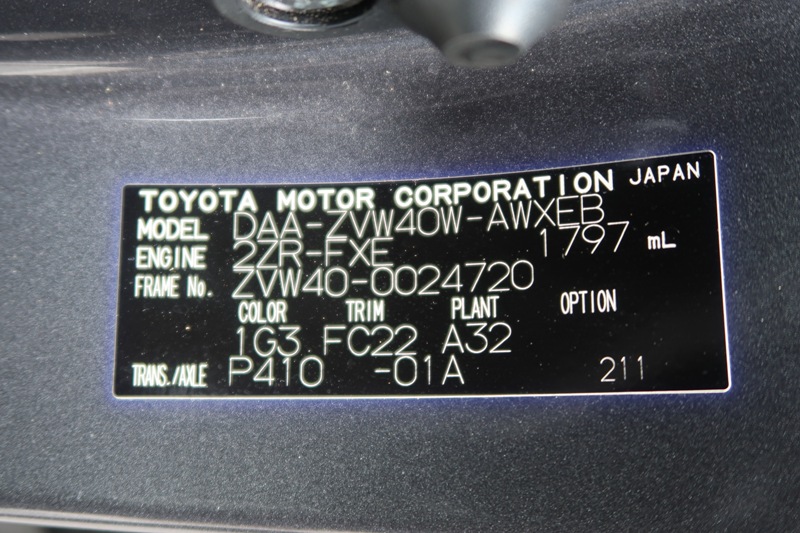 TOYOTA MOTOR CORPORATION JAPAN
MODEL DAA-ZVW40W-AWXEB
ENGINE 2ZR-FXE 1797 mL
FRAME No. ZVW40-0024720
COLOR TRIM PLANT OPTION
1G3 FC22 A32
TRANS./AXLE P410 -01A 211